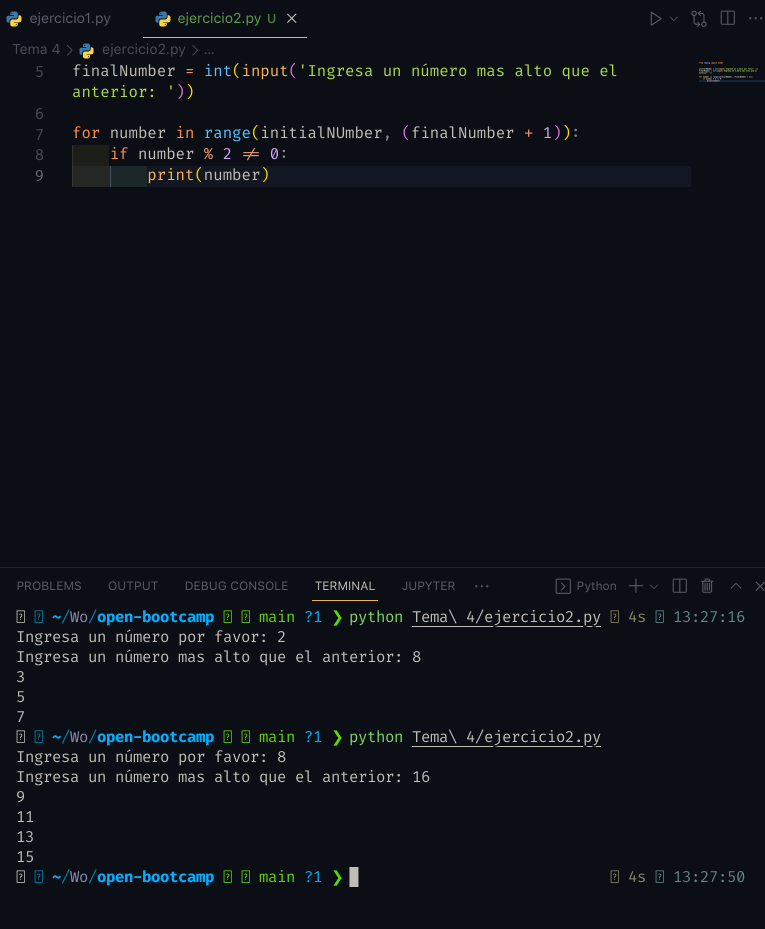 ejercicio1.py ejercicio2.py U
Tema 4 > ejercicio2.py > ...
5 finalNumber = int(input('Ingresa un número mas alto que el
anterior: '))
6
7 for number in range(initialNUmber, (finalNumber + 1)):
8 if number % 2 != 0:
9 print(number)
PROBLEMS OUTPUT DEBUG CONSOLE TERMINAL JUPYTER ... Python
~/Wo/open-bootcamp main ?1 ❯ python Tema\ 4/ejercicio2.py 4s 13:27:16
Ingresa un número por favor: 2
Ingresa un número mas alto que el anterior: 8
3
5
7
~/Wo/open-bootcamp main ?1 ❯ python Tema\ 4/ejercicio2.py
Ingresa un número por favor: 8
Ingresa un número mas alto que el anterior: 16
9
11
13
15
~/Wo/open-bootcamp main ?1 ❯ 4s 13:27:50